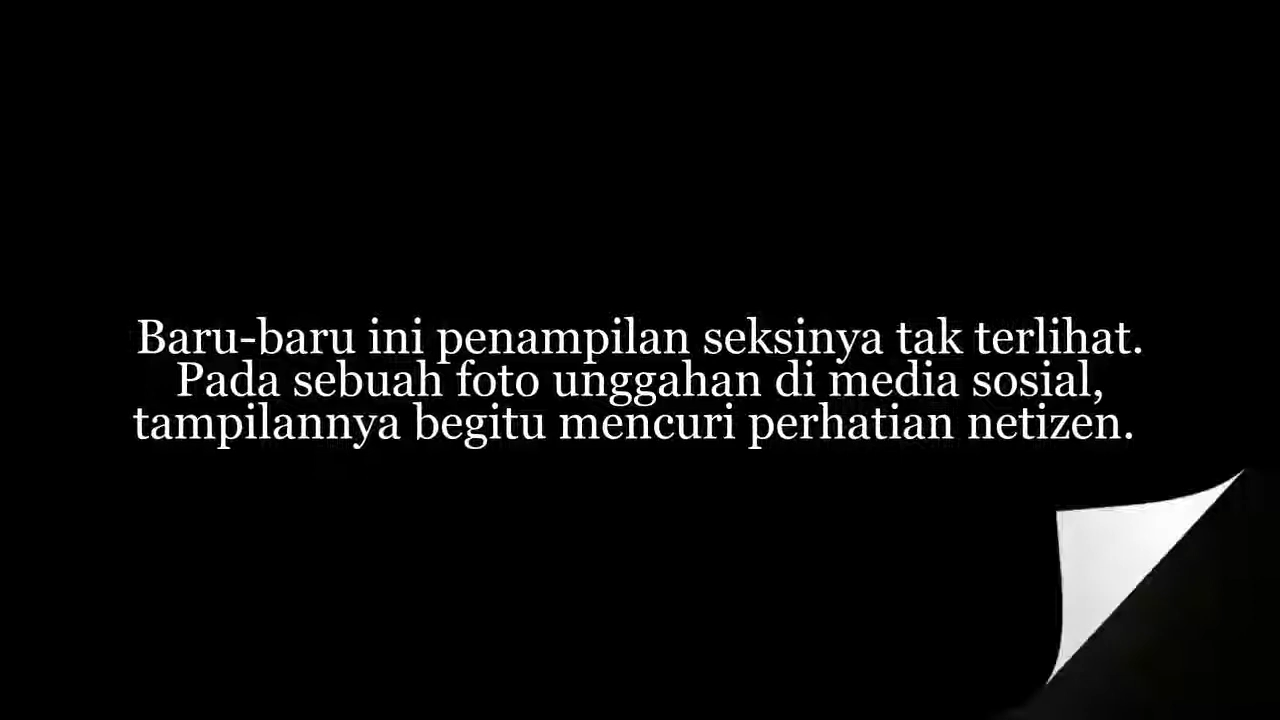 Baru-baru ini penampilan seksinya tak terlihat.
Pada sebuah foto unggahan di media sosial,
tampilannya begitu mencuri perhatian netizen.